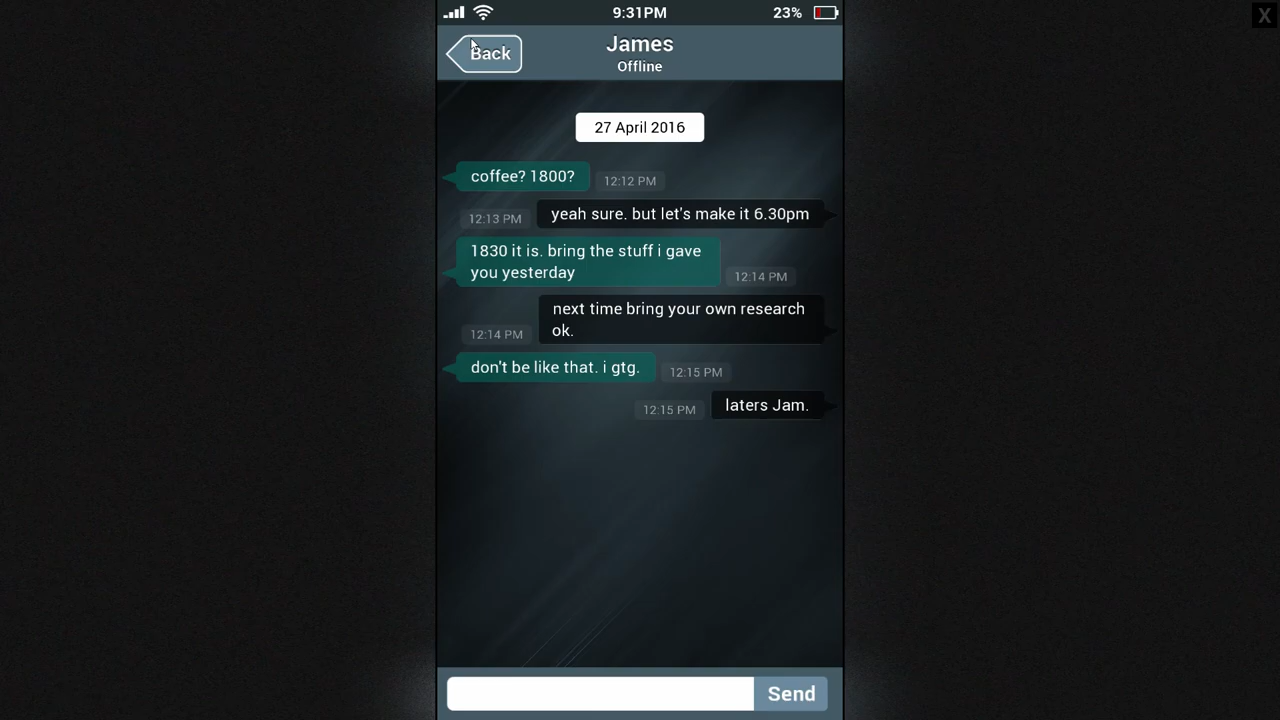 9:31PM 23%
X
Back
James
Offline
27 April 2016
coffee? 1800?
12:12 PM
yeah sure. but let's make it 6.30pm
12:13 PM
1830 it is. bring the stuff i gave
you yesterday
12:14 PM
next time bring your own research
ok.
12:14 PM
don't be like that. i gtg.
12:15 PM
laters Jam.
12:15 PM
Send